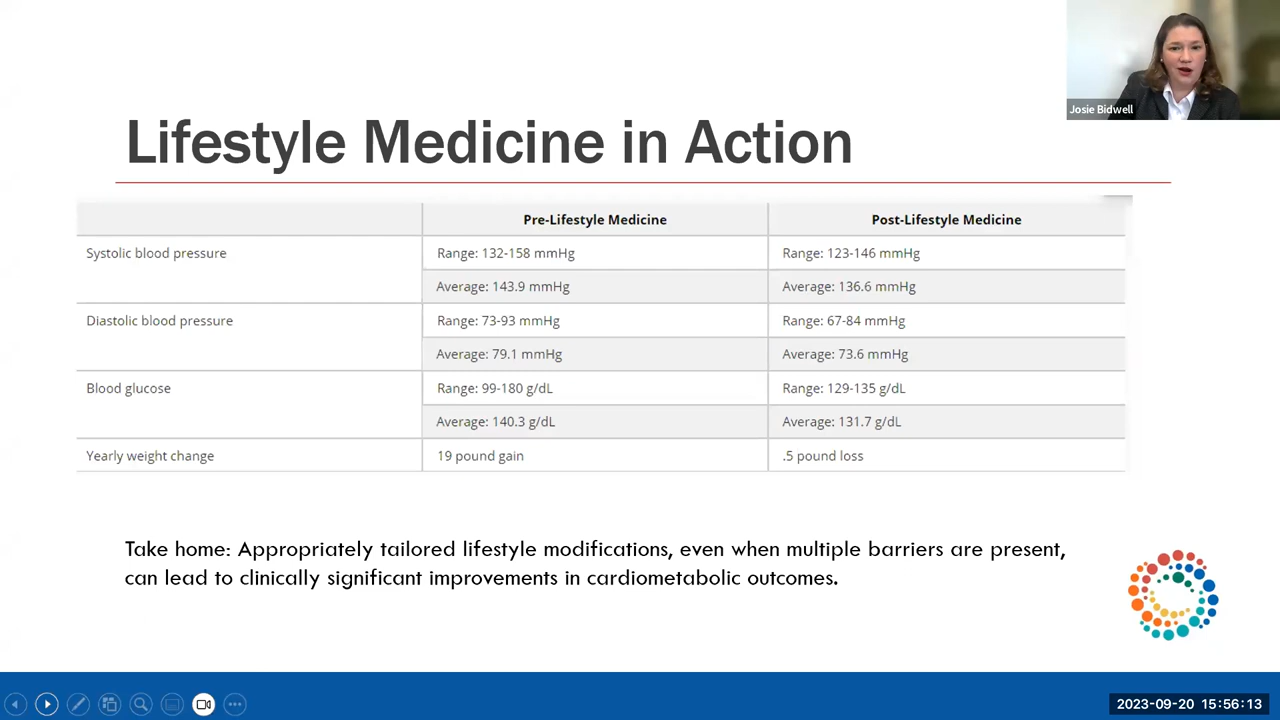 Josie Bidwell
Lifestyle Medicine in Action
Pre-Lifestyle Medicine
Post-Lifestyle Medicine
Systolic blood pressure
Range: 132-158 mmHg
Range: 123-146 mmHg
Average: 143.9 mmHg
Average: 136.6 mmHg
Diastolic blood pressure
Range: 73-93 mmHg
Range: 67-84 mmHg
Average: 79.1 mmHg
Average: 73.6 mmHg
Blood glucose
Range: 99-180 g/dL
Range: 129-135 g/dL
Average: 140.3 g/dL
Average: 131.7 g/dL
Yearly weight change
19 pound gain
.5 pound loss
Take home: Appropriately tailored lifestyle modifications, even when multiple barriers are present,
can lead to clinically significant improvements in cardiometabolic outcomes.
2023-09-20 15:56:13